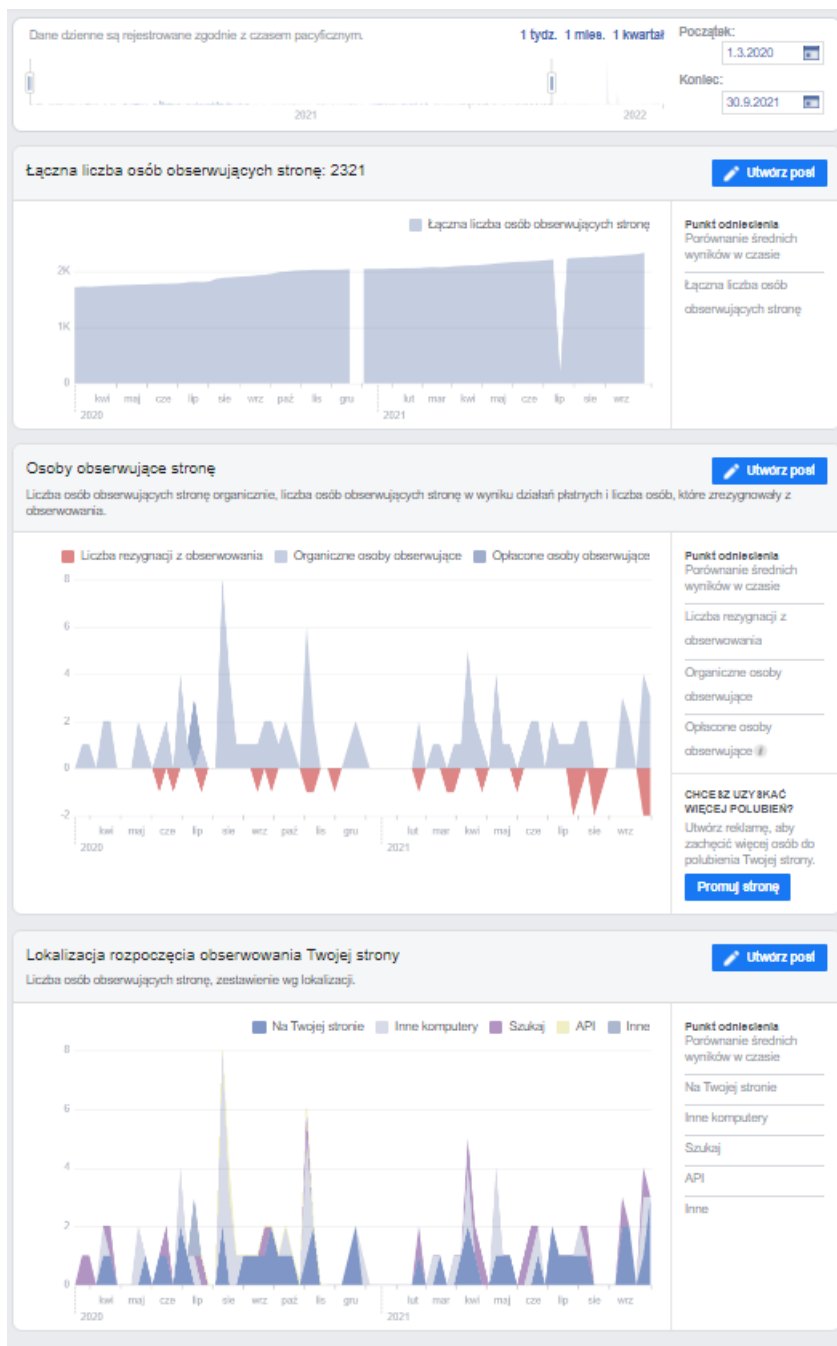 Dane dzienne są rejestrowane zgodnie z czasem pacyficznym.
1 tydz. 1 mies. 1 kwartał
Początek:
1.3.2020
Koniec:
30.9.2021
2021
2022
Łączna liczba osób obserwujących stronę: 2321
Utwórz post
Łączna liczba osób obserwujących stronę
2K
1K
0
kwi maj cze lip sie wrz paź lis gru lut mar kwi maj cze lip sie wrz
2020 2021
Punkt odniesienia
Porównanie średnich
wyników w czasie
Łączna liczba osób
obserwujących stronę
Osoby obserwujące stronę
Utwórz post
Liczba osób obserwujących stronę organicznie, liczba osób obserwujących stronę w wyniku działań płatnych i liczba osób, które zrezygnowały z
obserwowania.
Liczba rezygnacji z obserwowania Organiczne osoby obserwujące Opłacone osoby obserwujące
8
6
4
2
0
-2
kwi maj cze lip sie wrz paź lis gru lut mar kwi maj cze lip sie wrz
2020 2021
Punkt odniesienia
Porównanie średnich
wyników w czasie
Liczba rezygnacji z
obserwowania
Organiczne osoby
obserwujące
Opłacone osoby
obserwujące i
CHCESZ UZYSKAĆ
WIĘCEJ POLUBIEŃ?
Utwórz reklamę, aby
zachęcić więcej osób do
polubienia Twojej strony.
Promuj stronę
Lokalizacja rozpoczęcia obserwowania Twojej strony
Utwórz post
Liczba osób obserwujących stronę, zestawienie wg lokalizacji.
Na Twojej stronie Inne komputery Szukaj API Inne
8
6
4
2
0
kwi maj cze lip sie wrz paź lis gru lut mar kwi maj cze lip sie wrz
2020 2021
Punkt odniesienia
Porównanie średnich
wyników w czasie
Na Twojej stronie
Inne komputery
Szukaj
API
Inne